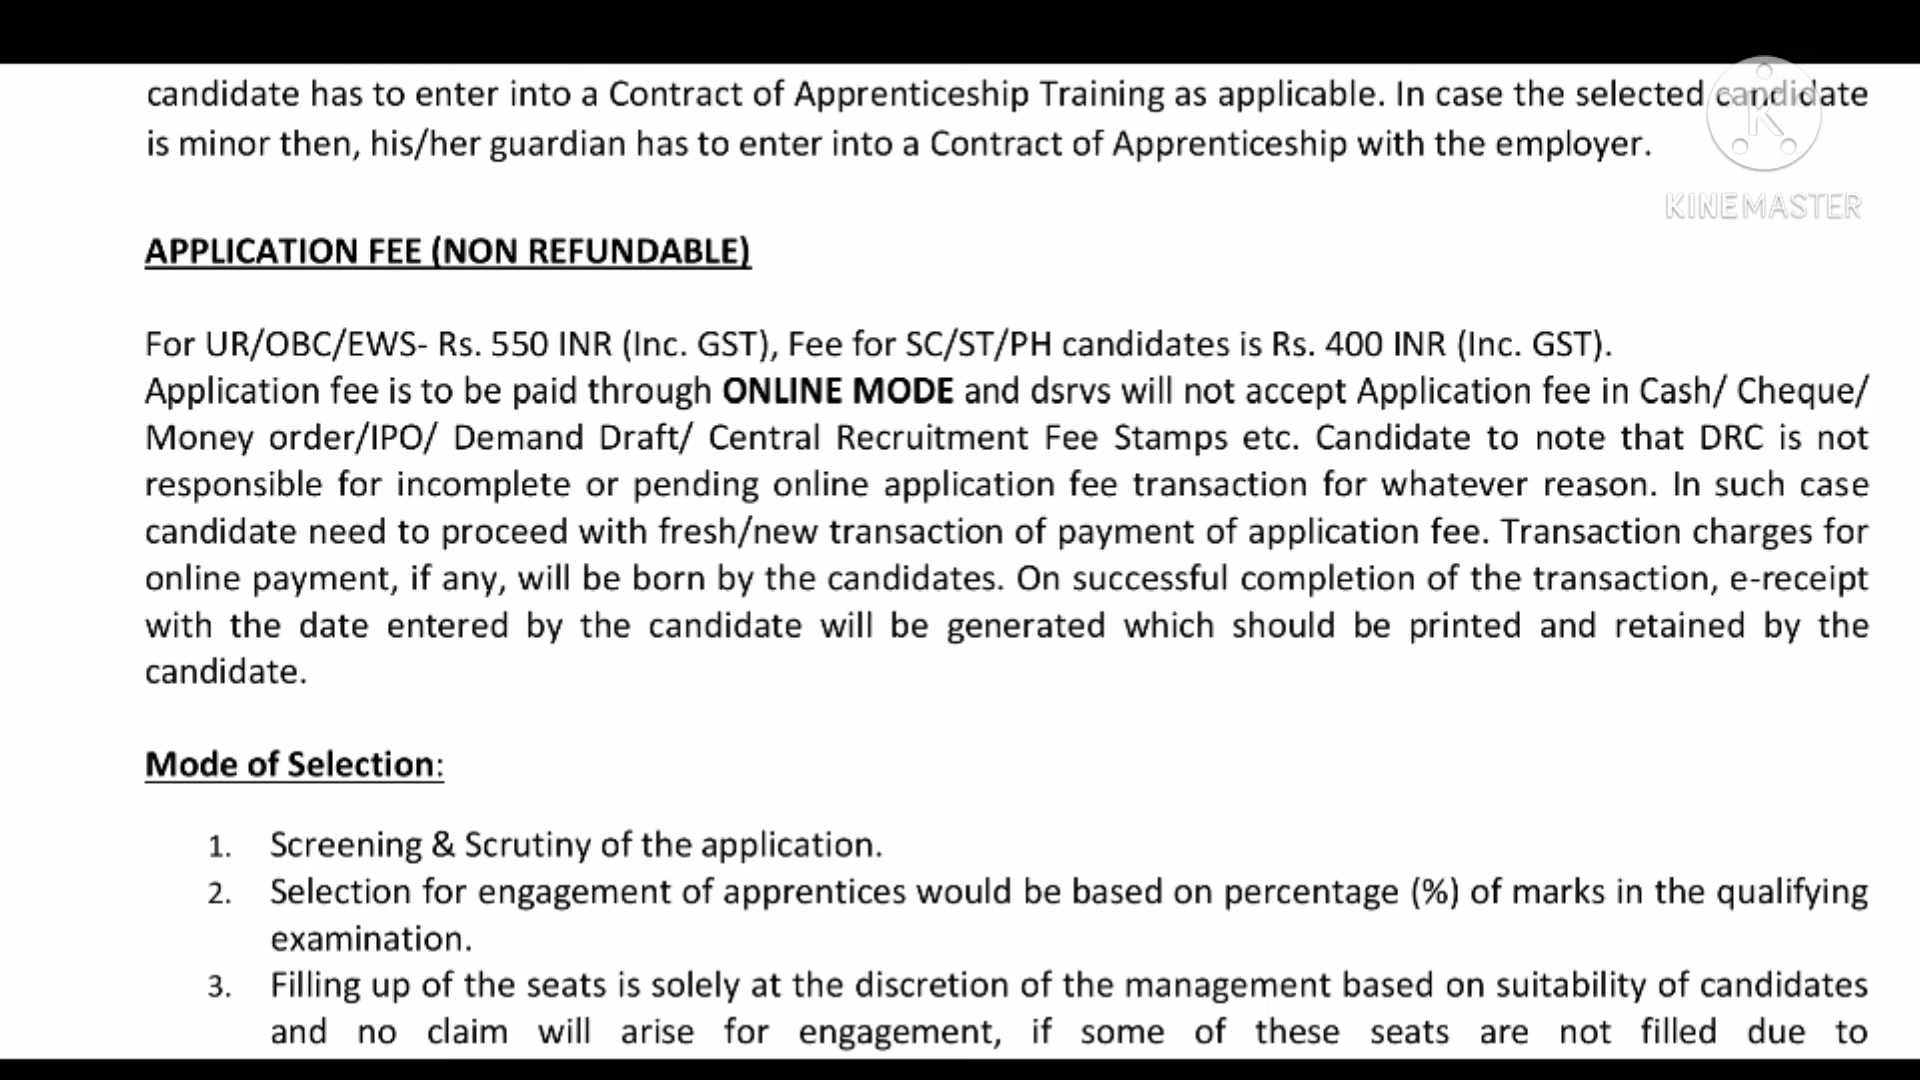 candidate has to enter into a Contract of Apprenticeship Training as applicable. In case the selected candidate
is minor then, his/her guardian has to enter into a Contract of Apprenticeship with the employer.
KINEMASTER
APPLICATION FEE (NON REFUNDABLE)
For UR/OBC/EWS- Rs. 550 INR (Inc. GST), Fee for SC/ST/PH candidates is Rs. 400 INR (Inc. GST).
Application fee is to be paid through ONLINE MODE and dsrvs will not accept Application fee in Cash/ Cheque/
Money order/IPO/ Demand Draft/ Central Recruitment Fee Stamps etc. Candidate to note that DRC is not
responsible for incomplete or pending online application fee transaction for whatever reason. In such case
candidate need to proceed with fresh/new transaction of payment of application fee. Transaction charges for
online payment, if any, will be born by the candidates. On successful completion of the transaction, e-receipt
with the date entered by the candidate will be generated which should be printed and retained by the
candidate.
Mode of Selection:
1. Screening & Scrutiny of the application.
2. Selection for engagement of apprentices would be based on percentage (%) of marks in the qualifying
examination.
3. Filling up of the seats is solely at the discretion of the management based on suitability of candidates
and no claim will arise for engagement, if some of these seats are not filled due to